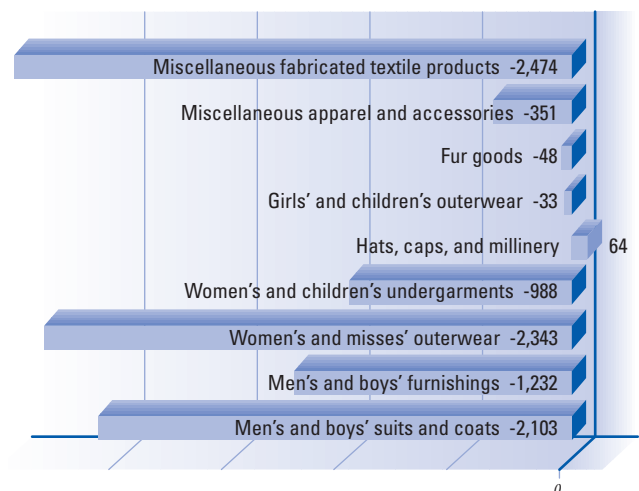 Miscellaneous fabricated textile products -2,474
Miscellaneous apparel and accessories -351
Fur goods -48
Girls’ and children’s outerwear -33
Hats, caps, and millinery 64
Women’s and children’s undergarments -988
Women’s and misses’ outerwear -2,343
Men’s and boys’ furnishings -1,232
Men’s and boys’ suits and coats -2,103
0